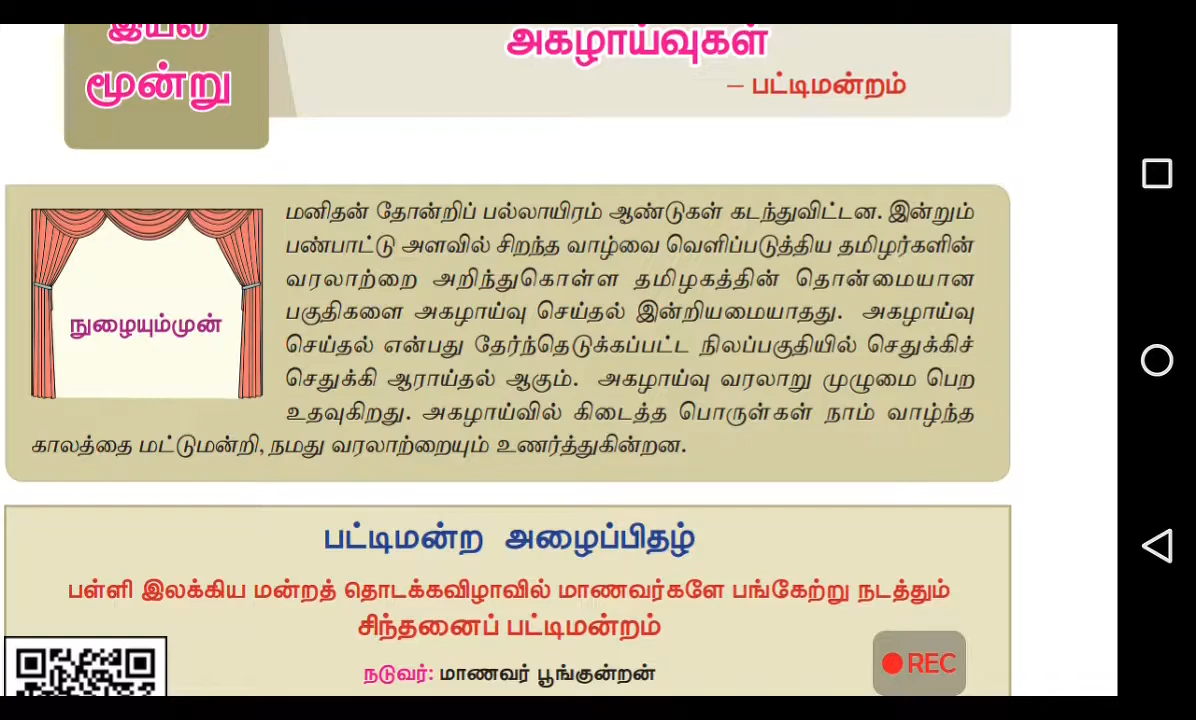 இயல்
மூன்று
அகழாய்வுகள்
– பட்டிமன்றம்
நுழையும்முன்
மனிதன் தோன்றிப் பல்லாயிரம் ஆண்டுகள் கடந்துவிட்டன. இன்றும்
பண்பாட்டு அளவில் சிறந்த வாழ்வை வெளிப்படுத்திய தமிழர்களின்
வரலாற்றை அறிந்துகொள்ள தமிழகத்தின் தொன்மையான
பகுதிகளை அகழாய்வு செய்தல் இன்றியமையாதது. அகழாய்வு
செய்தல் என்பது தேர்ந்தெடுக்கப்பட்ட நிலப்பகுதியில் செதுக்கிச்
செதுக்கி ஆராய்தல் ஆகும். அகழாய்வு வரலாறு முழுமை பெற
உதவுகிறது. அகழாய்வில் கிடைத்த பொருள்கள் நாம் வாழ்ந்த
காலத்தை மட்டுமன்றி, நமது வரலாற்றையும் உணர்த்துகின்றன.
பட்டிமன்ற அழைப்பிதழ்
பள்ளி இலக்கிய மன்றத் தொடக்கவிழாவில் மாணவர்களே பங்கேற்று நடத்தும்
சிந்தனைப் பட்டிமன்றம்
நடுவர்: மாணவர் பூங்குன்றன்
REC